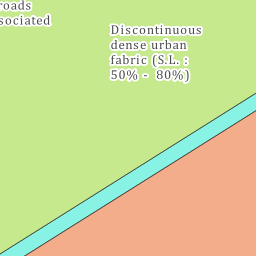 roads
sociated
Discontinuous
dense urban
fabric (S.L. :
50% - 80%)